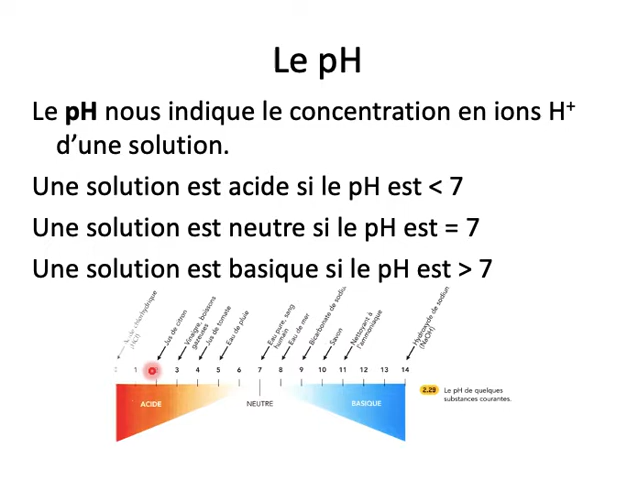 Le pH
Le pH nous indique le concentration en ions H⁺
d’une solution.
Une solution est acide si le pH est < 7
Une solution est neutre si le pH est = 7
Une solution est basique si le pH est > 7
chlorhydrique
(HCl)
Jus de citron
Vinaigre, boissons
gazeuses
Jus de tomate
Eau de pluie
Eau pure, sang
humain
Eau de mer
Bicarbonate de sodiu
Savon
Nettoyant à
l'ammoniaque
Hydroxyde de sodiun
(NaOH)
1 3 4 5 6 7 8 9 10 11 12 13 14
ACIDE NEUTRE BASIQUE
2.29 Le pH de quelques
substances courantes.